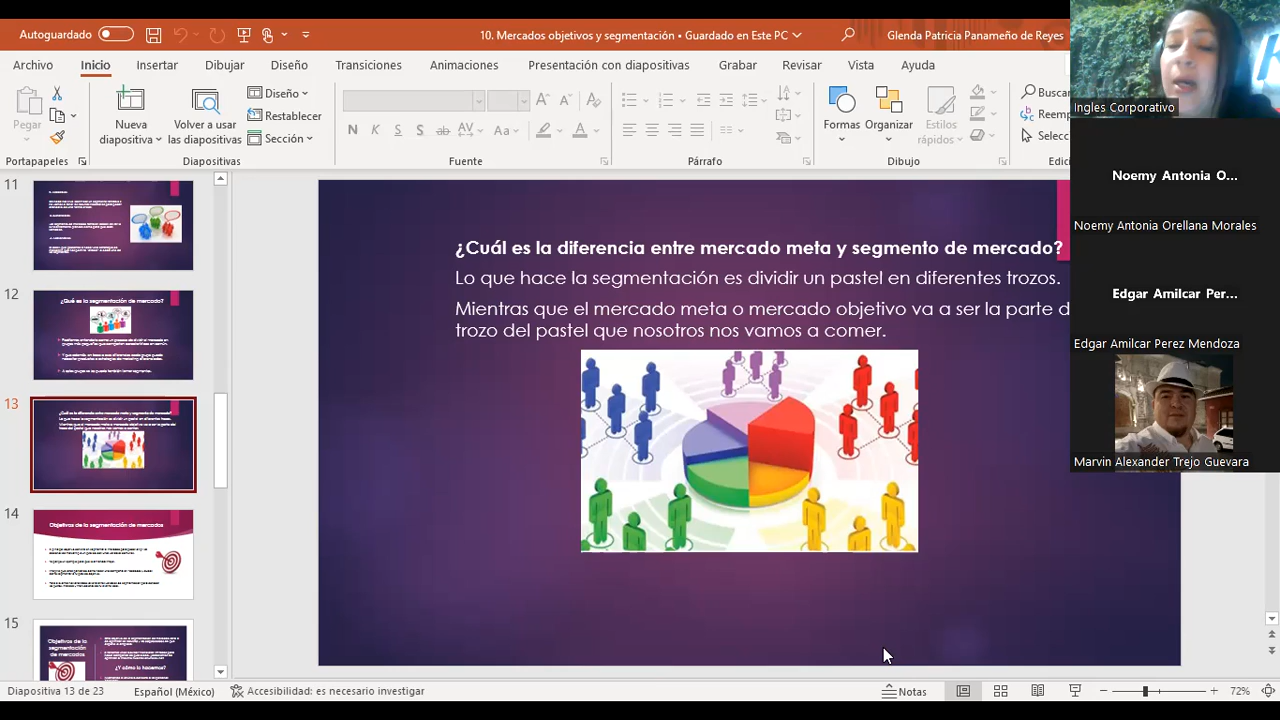 Autoguardado
10. Mercados objetivos y segmentación • Guardado en Este PC
Glenda Patricia Panameño de Reyes
Archivo Inicio Insertar Dibujar Diseño Transiciones Animaciones Presentación con diapositivas Grabar Revisar Vista Ayuda
Pegar
Nueva diapositiva
Volver a usar las diapositivas
Diseño
Restablecer
Sección
Formas
Organizar
Estilos rápidos
Buscar
Portapapeles Diapositivas Fuente Párrafo Dibujo
11
12
¿Qué es la segmentación de mercado?
13
14
Objetivos de la segmentación de mercados
15
Objetivos de la segmentación de mercados
¿Y cómo lo hacemos?
¿Cuál es la diferencia entre mercado meta y segmento de mercado?
Lo que hace la segmentación es dividir un pastel en diferentes trozos.
Mientras que el mercado meta o mercado objetivo va a ser la parte
trozo del pastel que nosotros nos vamos a comer.
Ingles Corporativo
Noemy Antonia O...
Noemy Antonia Orellana Morales
Edgar Amilcar Per...
Edgar Amilcar Perez Mendoza
Marvin Alexander Trejo Guevara
Diapositiva 13 de 23 Español (México) Accesibilidad: es necesario investigar Notas 72%